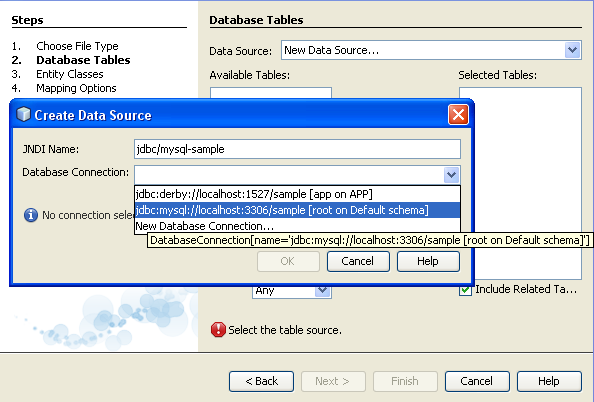 Steps
1. Choose File Type
2. Database Tables
3. Entity Classes
4. Mapping Options
Database Tables
Data Source: New Data Source...
Available Tables:
Selected Tables:
Create Data Source
JNDI Name: jdbc/mysql-sample
Database Connection:
jdbc:derby://localhost:1527/sample [app on APP]
jdbc:mysql://localhost:3306/sample [root on Default schema]
New Database Connection...
No connection sele
DatabaseConnection[name='jdbc:mysql://localhost:3306/sample [root on Default schema]']
OK Cancel Help
Any
Include Related Ta...
Select the table source.
< Back Next > Finish Cancel Help